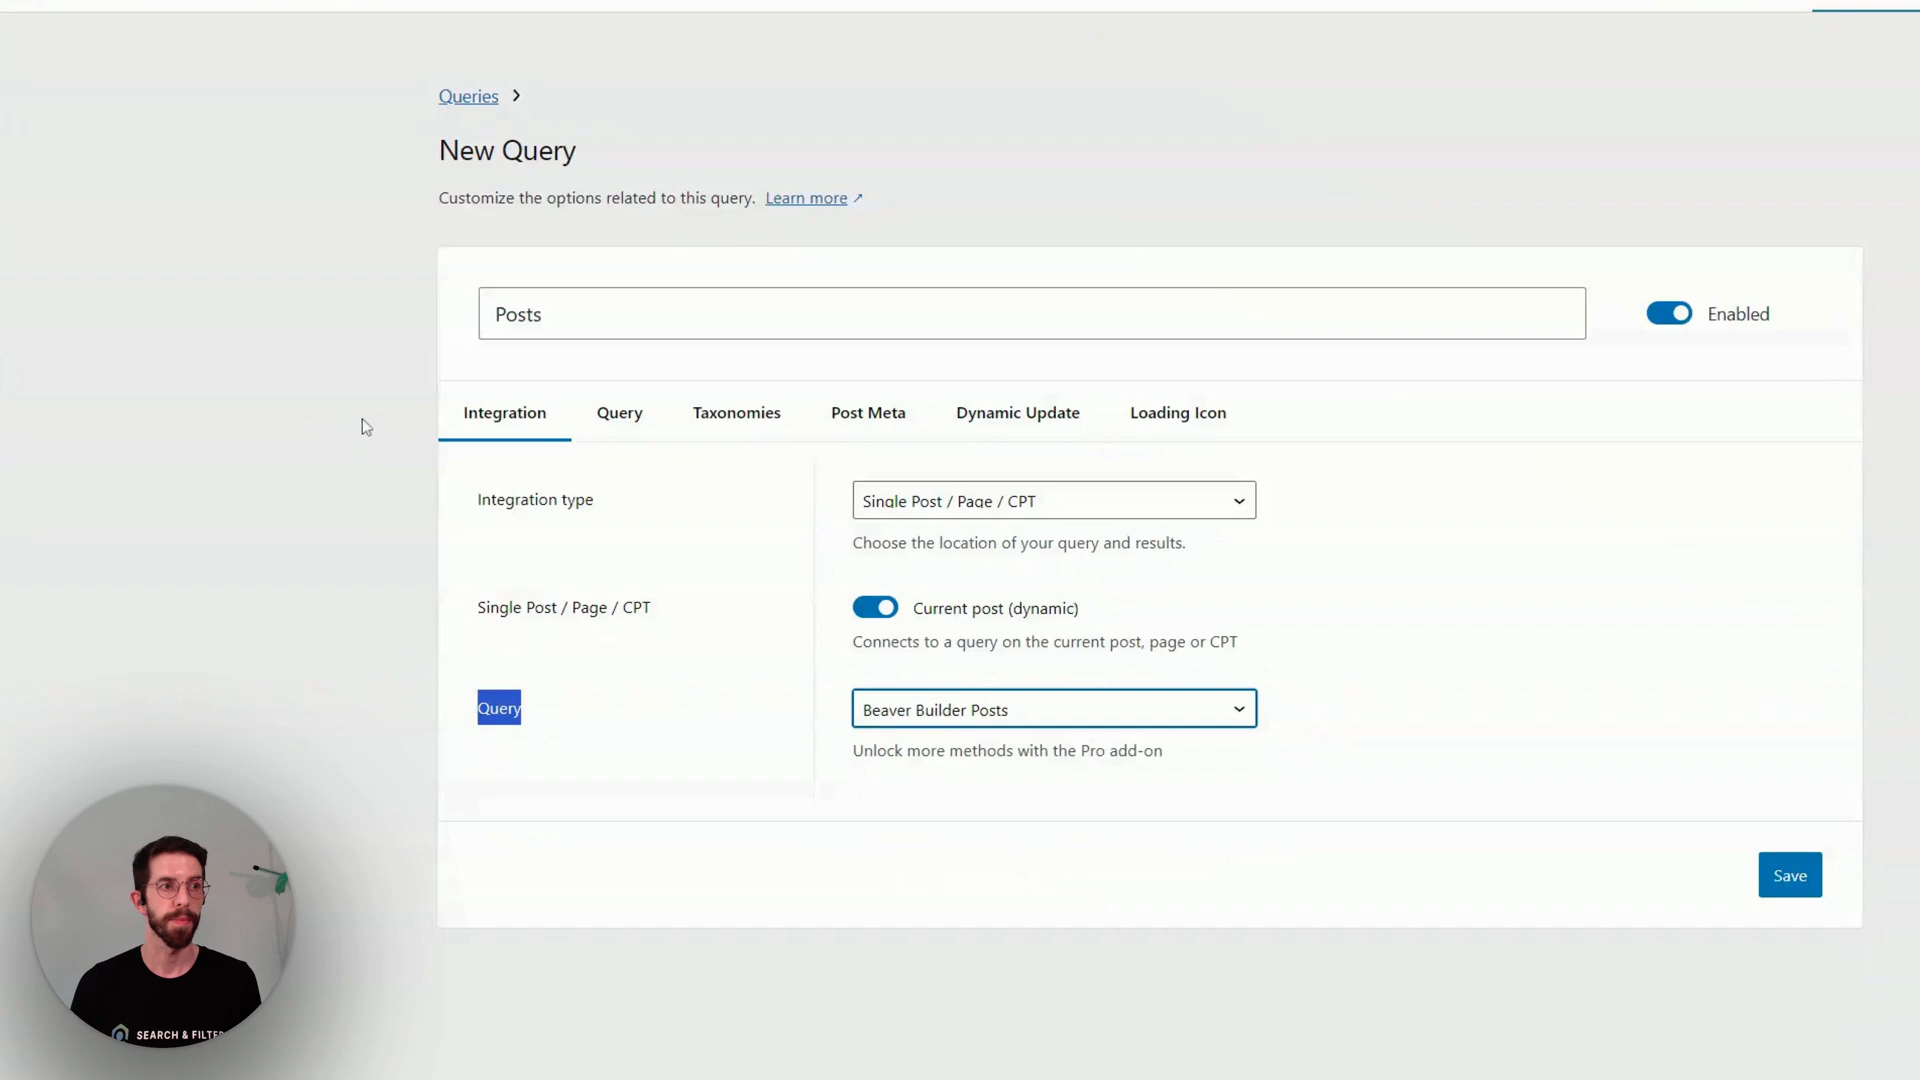 Queries
New Query
Customize the options related to this query. Learn more ↗
Posts
Enabled
Integration
Query
Taxonomies
Post Meta
Dynamic Update
Loading Icon
Integration type
Single Post / Page / CPT
Choose the location of your query and results.
Single Post / Page / CPT
Current post (dynamic)
Connects to a query on the current post, page or CPT
Query
Beaver Builder Posts
Unlock more methods with the Pro add-on
Save
SEARCH & FILTER